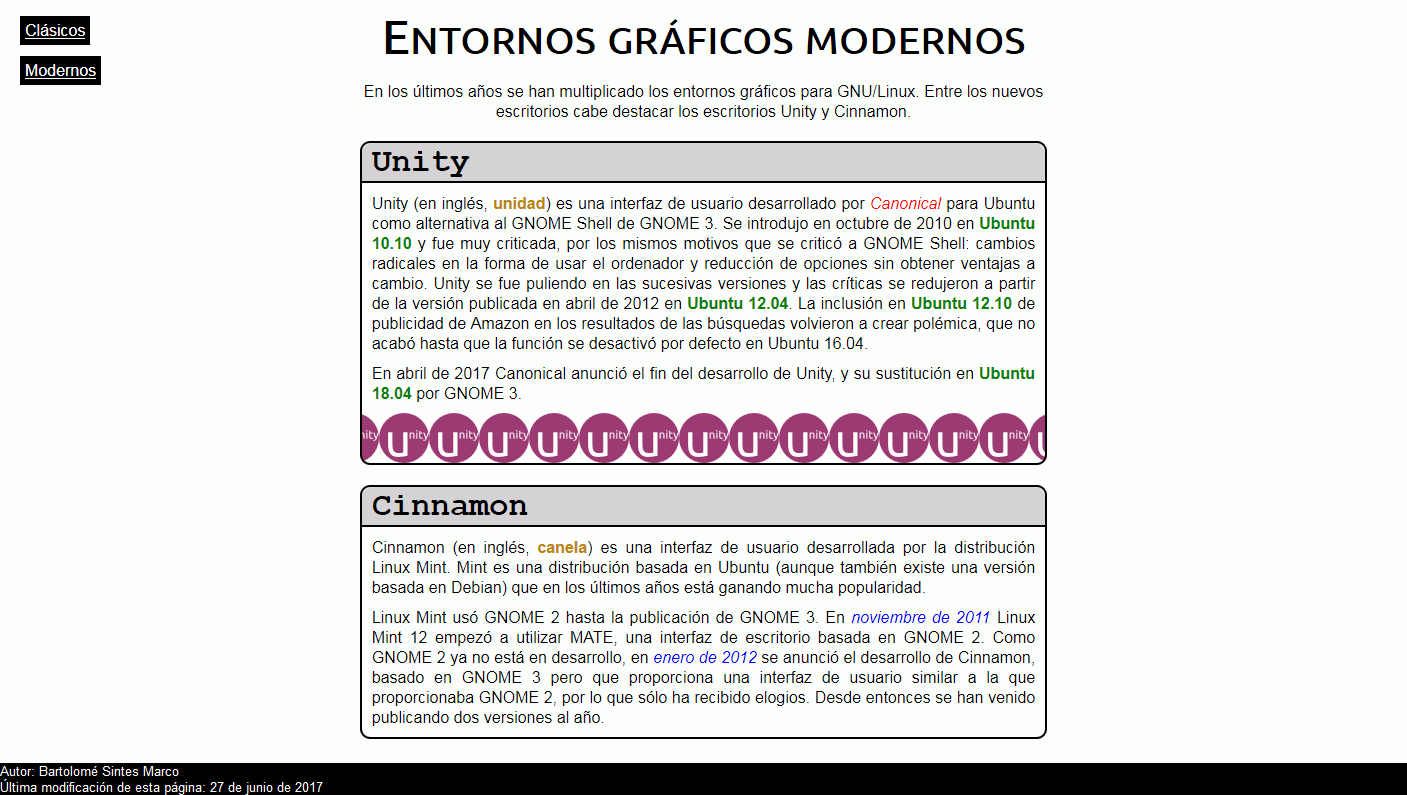 Clásicos
Modernos
Entornos gráficos modernos
En los últimos años se han multiplicado los entornos gráficos para GNU/Linux. Entre los nuevos
escritorios cabe destacar los escritorios Unity y Cinnamon.
Unity
Unity (en inglés, unidad) es una interfaz de usuario desarrollado por Canonical para Ubuntu
como alternativa al GNOME Shell de GNOME 3. Se introdujo en octubre de 2010 en Ubuntu
10.10 y fue muy criticada, por los mismos motivos que se criticó a GNOME Shell: cambios
radicales en la forma de usar el ordenador y reducción de opciones sin obtener ventajas a
cambio. Unity se fue puliendo en las sucesivas versiones y las críticas se redujeron a partir
de la versión publicada en abril de 2012 en Ubuntu 12.04. La inclusión en Ubuntu 12.10 de
publicidad de Amazon en los resultados de las búsquedas volvieron a crear polémica, que no
acabó hasta que la función se desactivó por defecto en Ubuntu 16.04.
En abril de 2017 Canonical anunció el fin del desarrollo de Unity, y su sustitución en Ubuntu
18.04 por GNOME 3.
nity Unity Unity Unity Unity Unity Unity Unity Unity Unity Unity Unity Unity Unity U
Cinnamon
Cinnamon (en inglés, canela) es una interfaz de usuario desarrollada por la distribución
Linux Mint. Mint es una distribución basada en Ubuntu (aunque también existe una versión
basada en Debian) que en los últimos años está ganando mucha popularidad.
Linux Mint usó GNOME 2 hasta la publicación de GNOME 3. En noviembre de 2011 Linux
Mint 12 empezó a utilizar MATE, una interfaz de escritorio basada en GNOME 2. Como
GNOME 2 ya no está en desarrollo, en enero de 2012 se anunció el desarrollo de Cinnamon,
basado en GNOME 3 pero que proporciona una interfaz de usuario similar a la que
proporcionaba GNOME 2, por lo que sólo ha recibido elogios. Desde entonces se han venido
publicando dos versiones al año.
Autor: Bartolomé Sintes Marco
Última modificación de esta página: 27 de junio de 2017